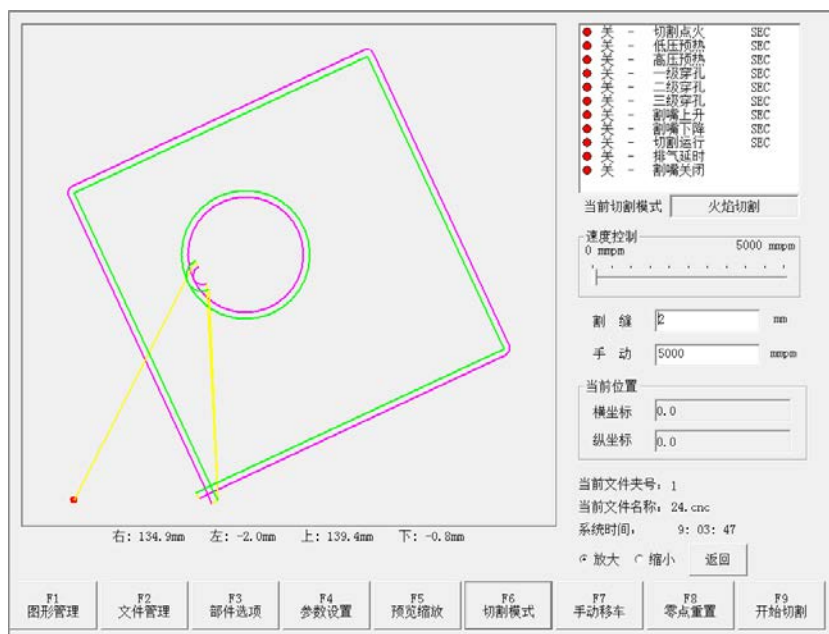 关 - 切割点火 SEC
关 - 低压预热 SEC
关 - 高压预热 SEC
关 - 一级穿孔 SEC
关 - 二级穿孔 SEC
关 - 三级穿孔 SEC
关 - 割嘴上升 SEC
关 - 割嘴下降 SEC
关 - 切割运行 SEC
关 - 排气延时
关 - 割嘴关闭
当前切割模式 火焰切割
速度控制
0 mmpm 5000 mmpm
割 缝 2 mm
手 动 5000 mmpm
当前位置
横坐标 0.0
纵坐标 0.0
当前文件夹号: 1
当前文件名称: 24.cnc
系统时间: 9: 03: 47
放大 缩小 返回
右: 134.9mm 左: -2.0mm 上: 139.4mm 下: -0.8mm
F1 F2 F3 F4 F5 F6 F7 F8 F9
图形管理 文件管理 部件选项 参数设置 预览缩放 切割模式 手动移车 零点重置 开始切割